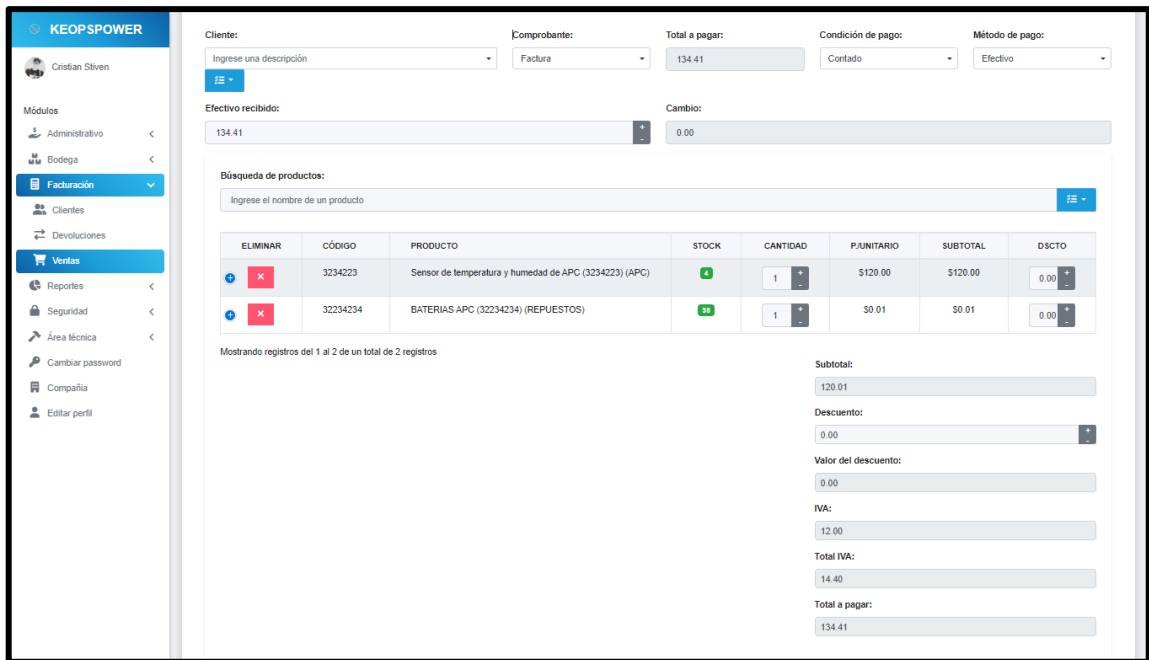 KEOPSPOWER
Cristian Stiven
Módulos
Administrativo
Bodega
Facturación
Clientes
Devoluciones
Ventas
Reportes
Seguridad
Área técnica
Cambiar password
Compañia
Editar perfil
Cliente: Comprobante: Total a pagar: Condición de pago: Método de pago:
Ingrese una descripción Factura 134.41 Contado Efectivo
Efectivo recibido: Cambio:
134.41 + - 0.00
Búsqueda de productos:
Ingrese el nombre de un producto
ELIMINAR CÓDIGO PRODUCTO STOCK CANTIDAD P.UNITARIO SUBTOTAL DSCTO
3234223 Sensor de temperatura y humedad de APC (3234223) (APC) 4 1 + - $120.00 $120.00 0.00 + -
32234234 BATERIAS APC (32234234) (REPUESTOS) 1 + - $0.01 $0.01 0.00 + -
Mostrando registros del 1 al 2 de un total de 2 registros
Subtotal:
120.01
Descuento:
0.00 + -
Valor del descuento:
0.00
IVA:
12.00
Total IVA:
14.40
Total a pagar:
134.41